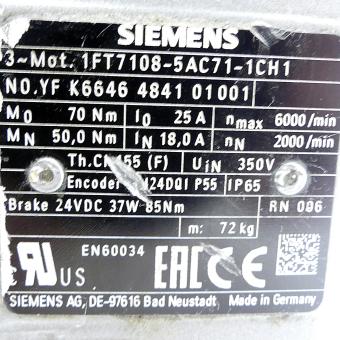 SIEMENS
3~Mot. 1FT7108-5AC71-1CH1
NO.YF K6646 4841 01001
M0 70 Nm I0 25 A nmax 6000/min
MN 50,0 Nm IN 18,0 A nN 2000/min
Th.Cl.155 (F) UiN 350V
Encoder AM24DQI P55 IP65
Brake 24VDC 37W 85Nm RN 006
m: 72 kg
EN60034
c RU US EAC CE
SIEMENS AG, DE-97616 Bad Neustadt Made in Germany